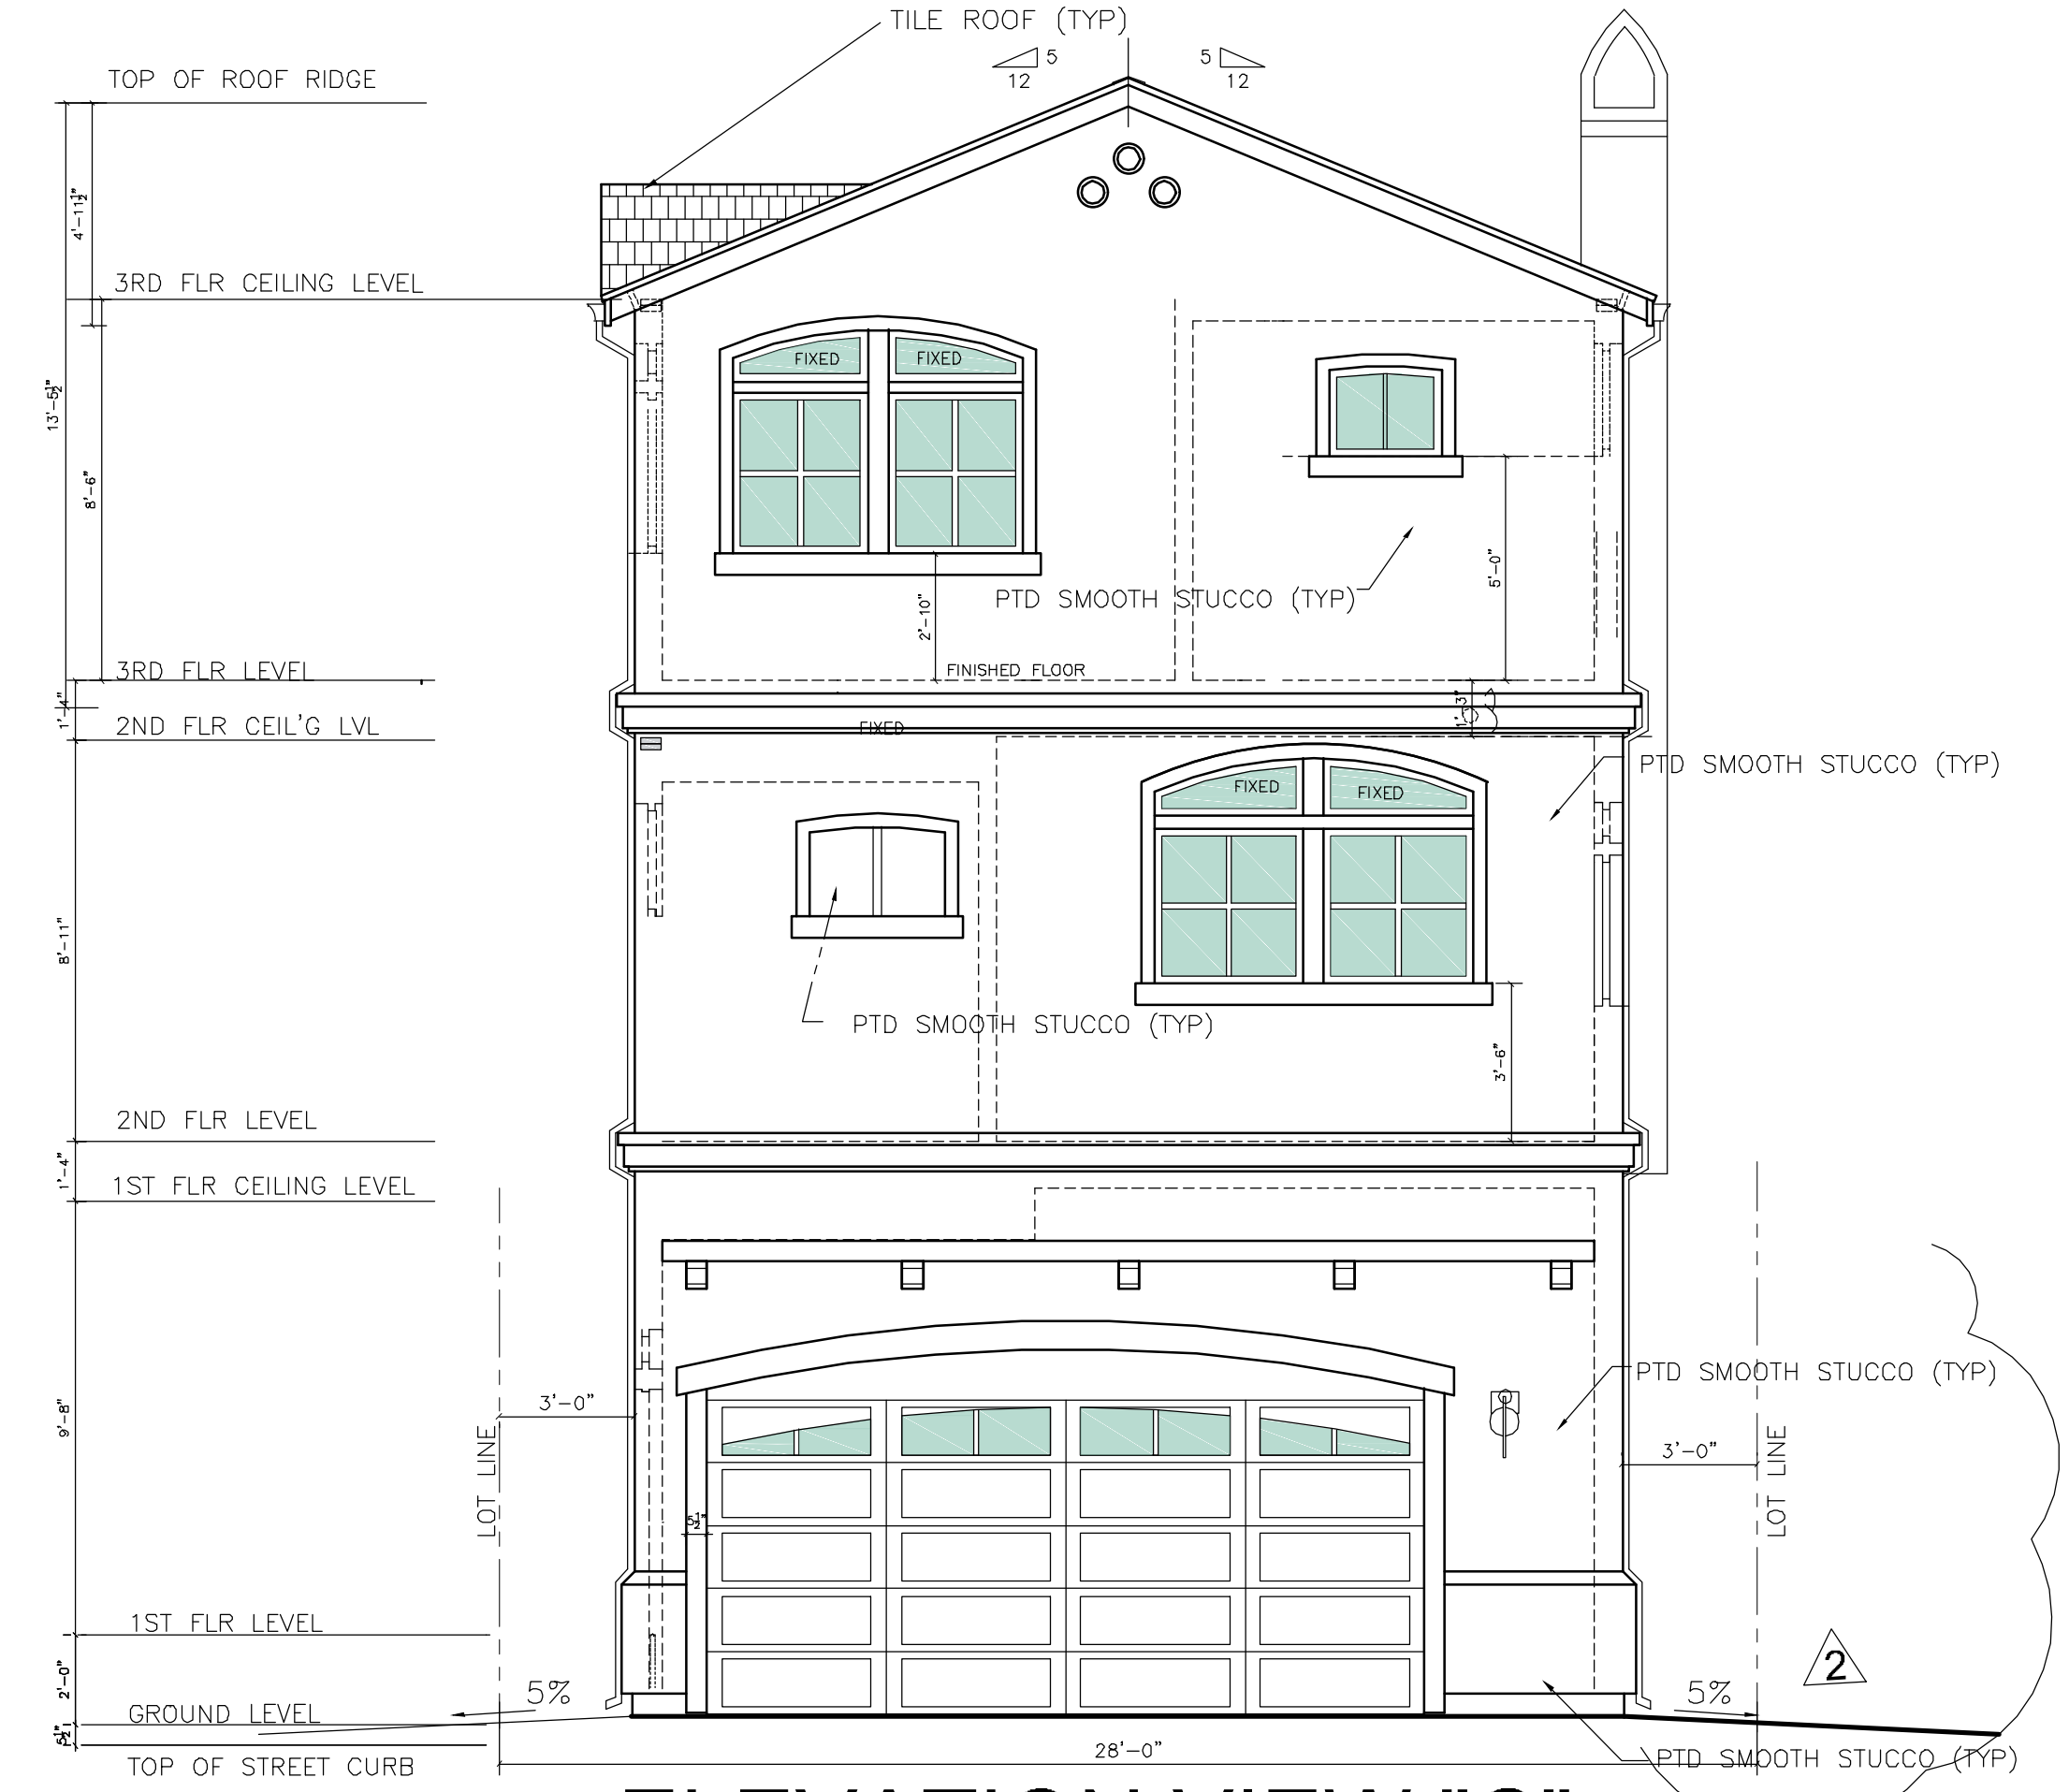 TILE ROOF (TYP)
5
12
5
12
TOP OF ROOF RIDGE
4'-11½"
3RD FLR CEILING LEVEL
13'-5½"
FIXED
FIXED
8'-6"
5'-0"
PTD SMOOTH STUCCO (TYP)
2'-10"
3RD FLR LEVEL
FINISHED FLOOR
1'-4"
1'-3"
2ND FLR CEIL'G LVL
FIXED
PTD SMOOTH STUCCO (TYP)
FIXED
FIXED
8'-11"
PTD SMOOTH STUCCO (TYP)
3'-6"
2ND FLR LEVEL
1'-4"
1ST FLR CEILING LEVEL
PTD SMOOTH STUCCO (TYP)
3'-0"
9'-8"
3'-0"
LOT LINE
LOT LINE
5½"
1ST FLR LEVEL
2
2'-0"
5%
5%
GROUND LEVEL
5½"
28'-0"
PTD SMOOTH STUCCO (TYP)
TOP OF STREET CURB